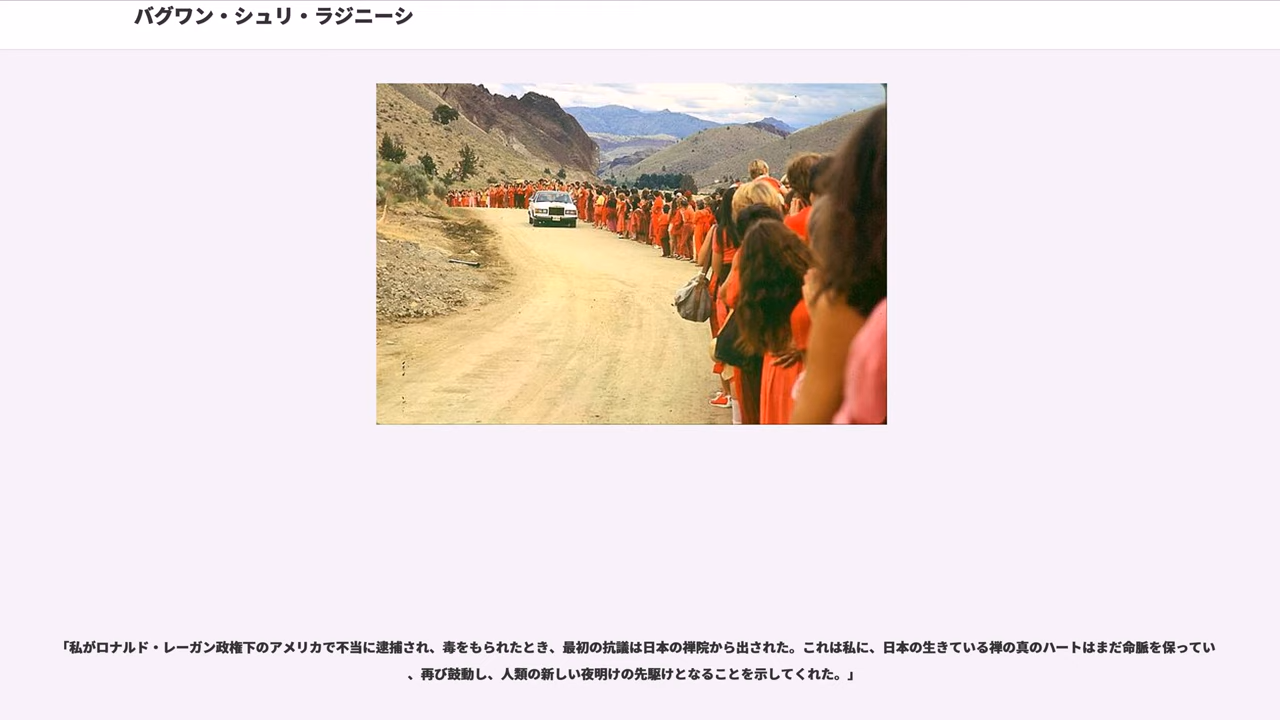 バグワン・シュリ・ラジニーシ
「私がロナルド・レーガン政権下のアメリカで不当に逮捕され、毒をもられたとき、最初の抗議は日本の禅院から出された。これは私に、日本の生きている禅の真のハートはまだ命脈を保ってい
、再び鼓動し、人類の新しい夜明けの先駆けとなることを示してくれた。」